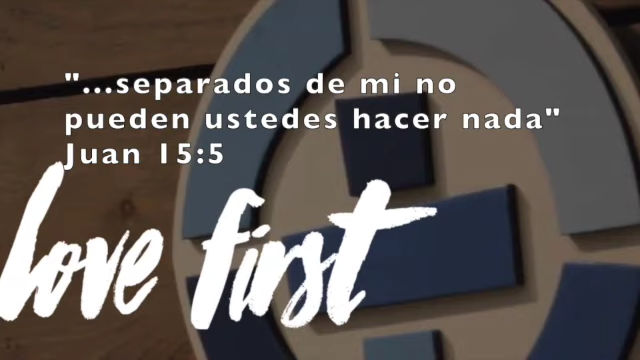 "...separados de mi no
pueden ustedes hacer nada"
Juan 15:5
love first